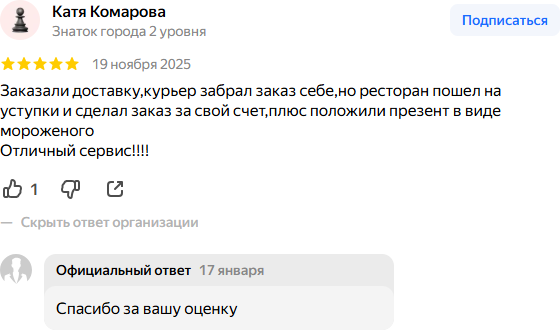 Катя Комарова
Знаток города 2 уровня
Подписаться
19 ноября 2025
Заказали доставку,курьер забрал заказ себе,но ресторан пошел на
уступки и сделал заказ за свой счет,плюс положили презент в виде
мороженого
Отличный сервис!!!!
1
— Скрыть ответ организации
Официальный ответ 17 января
Спасибо за вашу оценку